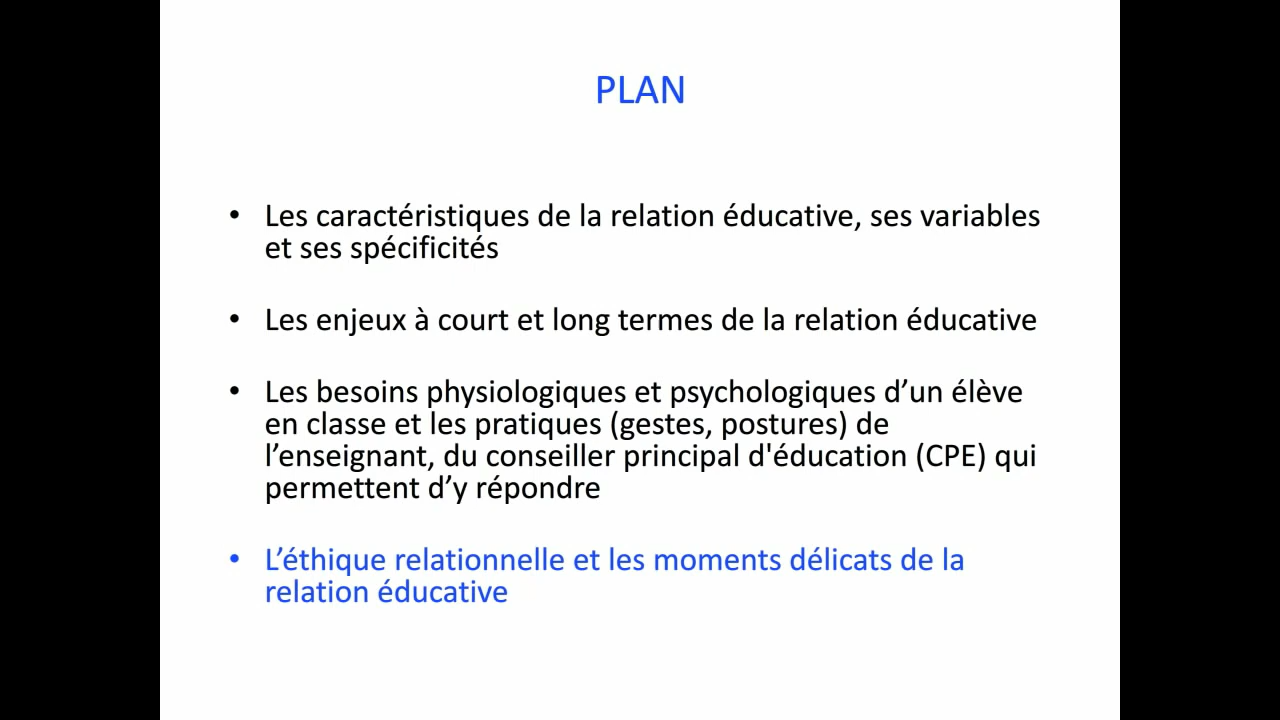 PLAN
• Les caractéristiques de la relation éducative, ses variables
et ses spécificités
• Les enjeux à court et long termes de la relation éducative
• Les besoins physiologiques et psychologiques d’un élève
en classe et les pratiques (gestes, postures) de
l’enseignant, du conseiller principal d'éducation (CPE) qui
permettent d’y répondre
• L’éthique relationnelle et les moments délicats de la
relation éducative